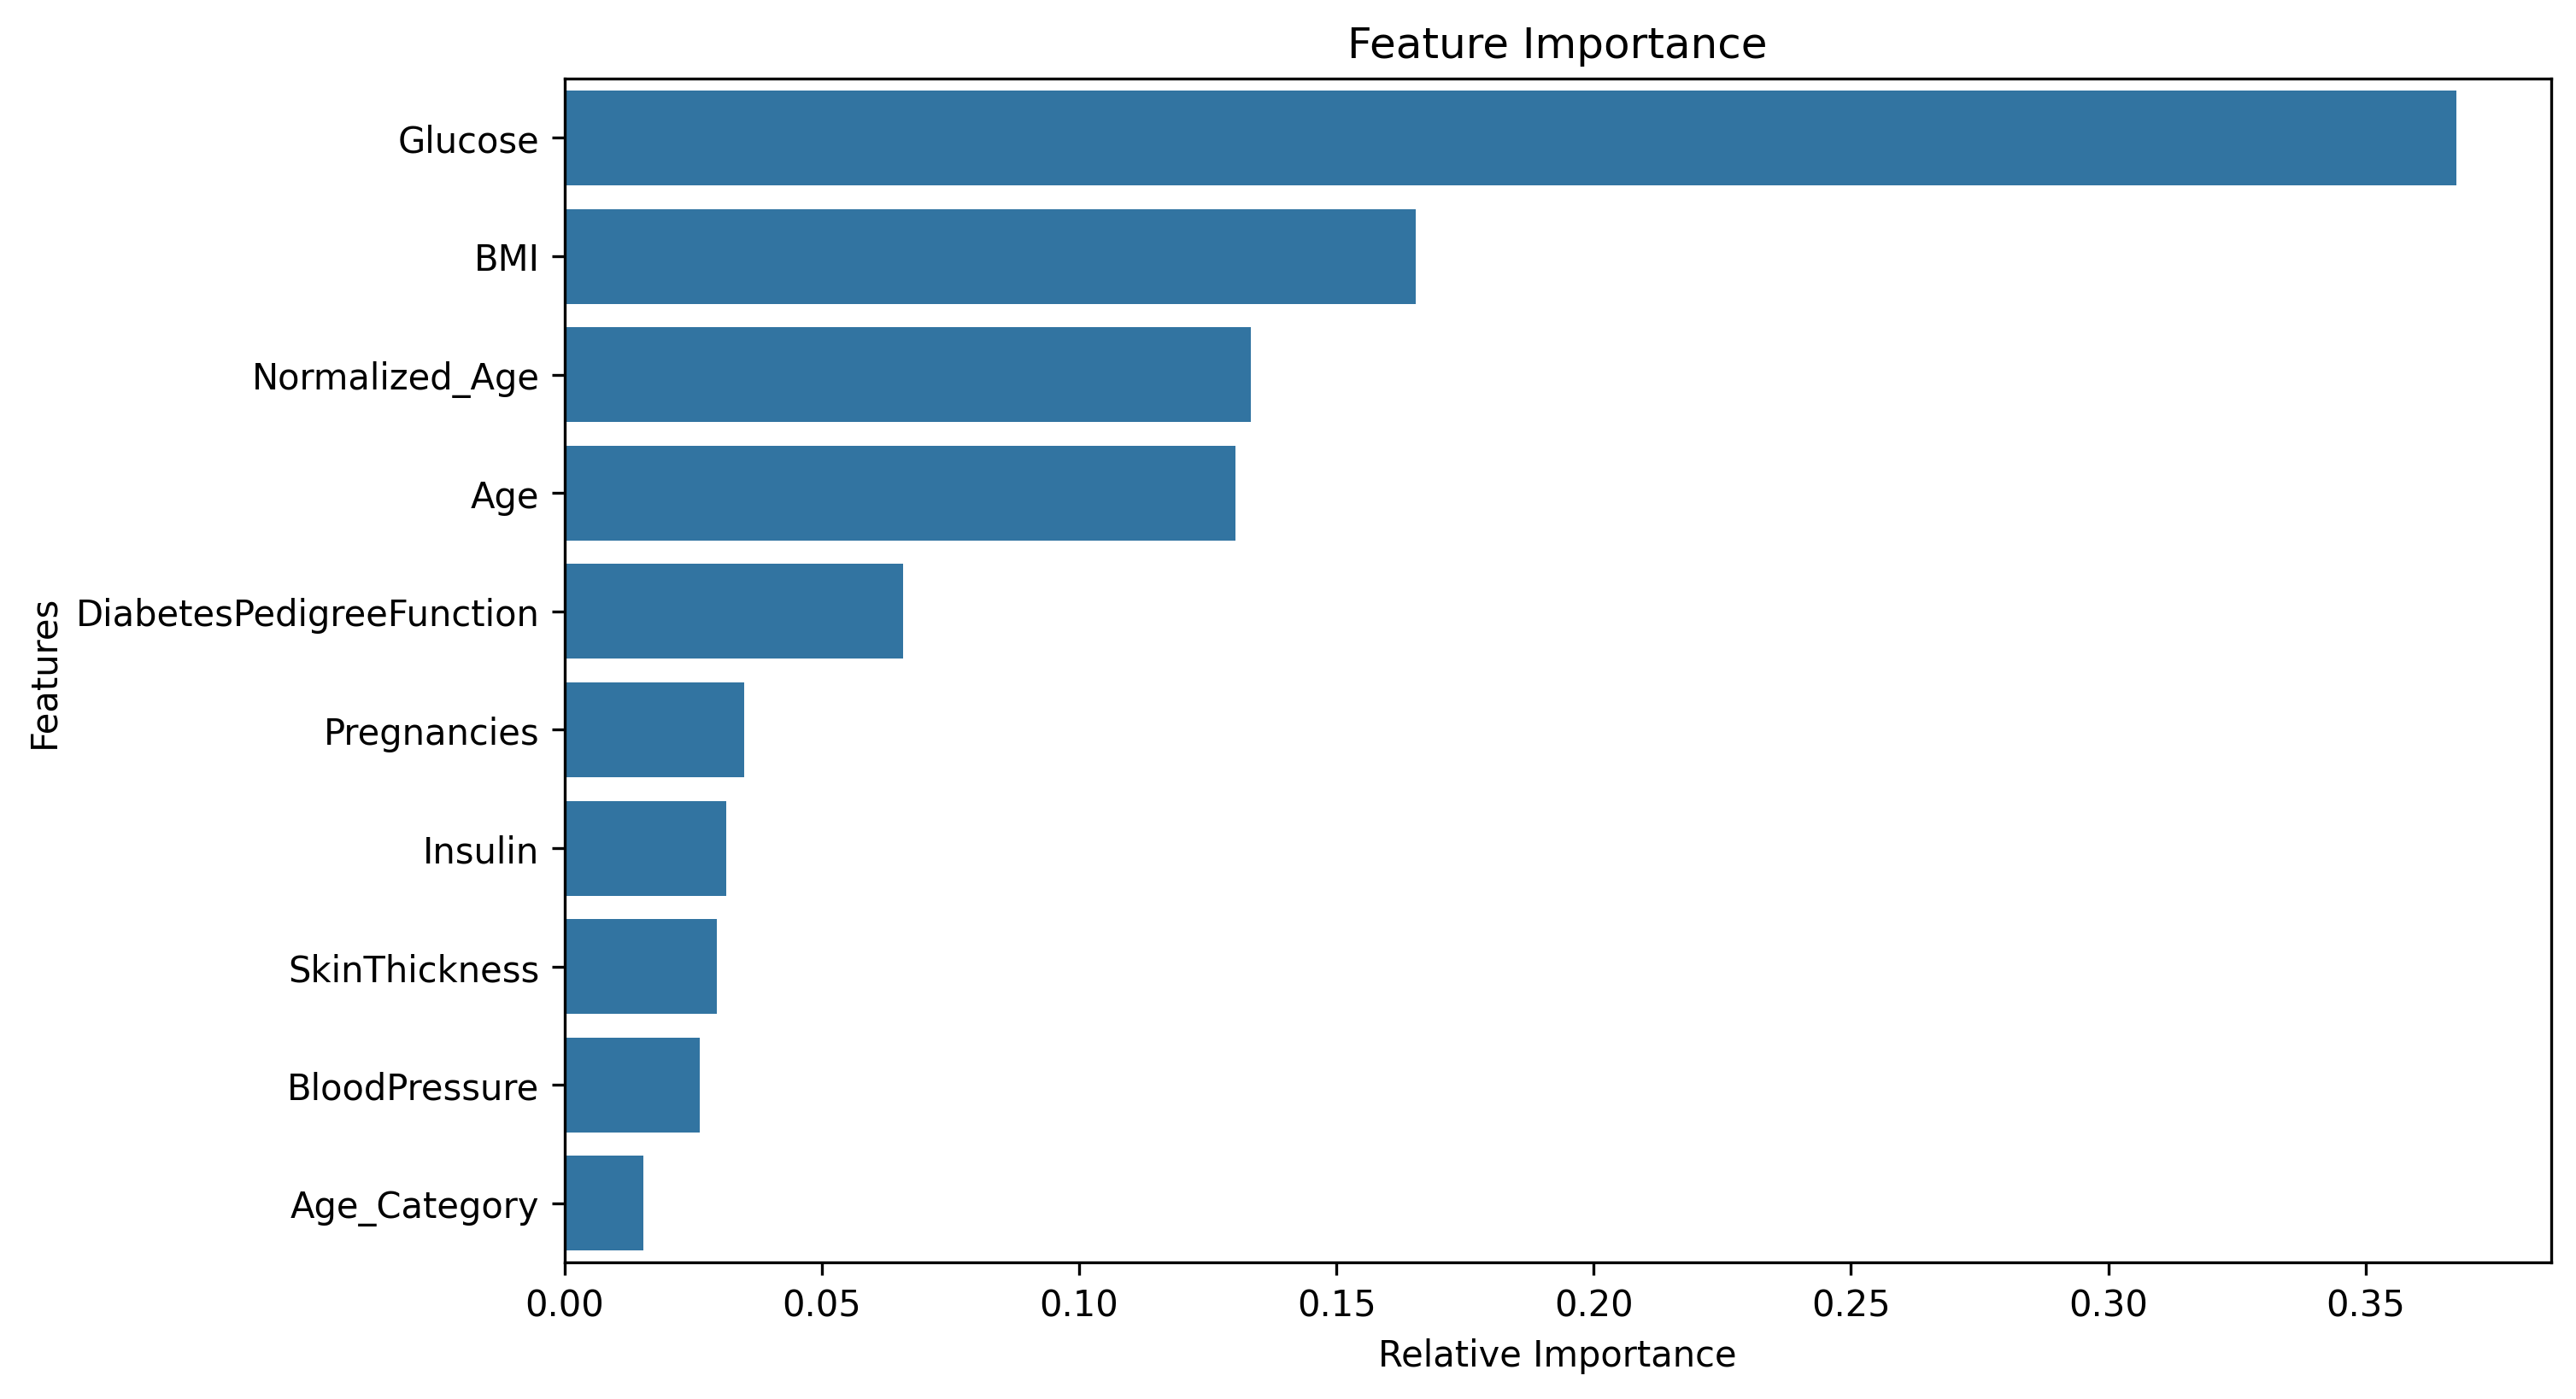 Feature Importance
Glucose
BMI
Normalized_Age
Age
DiabetesPedigreeFunction
Pregnancies
Insulin
SkinThickness
BloodPressure
Age_Category
Features
0.00 0.05 0.10 0.15 0.20 0.25 0.30 0.35
Relative Importance